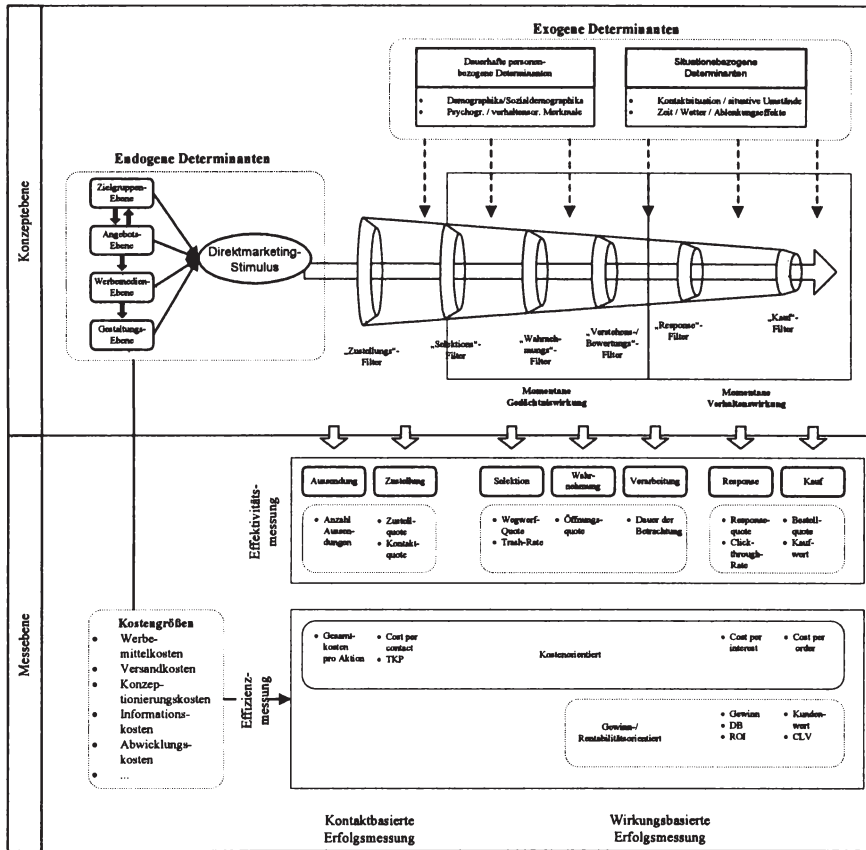 Exogene Determinanten
Dauerhafte personen-
bezogene Determinanten
• Demographika/Sozialdemographika
• Psychogr. / verhaltensor. Merkmale
Situationsbezogene
Determinanten
• Kontaktsituation / situative Umstände
• Zeit / Wetter / Ablenkungseffekte
Konzeptebene
Endogene Determinanten
Zielgruppen-
Ebene
Angebots-
Ebene
Werbemedien-
Ebene
Gestaltungs-
Ebene
Direktmarketing-
Stimulus
„Zustellungs"-
Filter
„Selektions"-
Filter
„Wahrneh-
mungs"-
Filter
„Verstehens-/
Bewertungs"-
Filter
„Response"-
Filter
„Kauf"-
Filter
Momentane
Gedächtniswirkung
Momentane
Verhaltenswirkung
Messebene
Effektivitäts-
messung
Aussendung
Zustellung
Selektion
Wahr-
nehmung
Verarbeitung
Response
Kauf
• Anzahl
Aussen-
dungen
• Zustell-
quote
• Kontakt-
quote
• Wegwerf-
Quote
• Trash-Rate
• Öffnungs-
quote
• Dauer der
Betrachtung
• Response-
quote
• Click-
through-
Rate
• Bestell-
quote
• Kauf-
wert
Kostengrößen
• Werbe-
mittelkosten
• Versandkosten
• Konzep-
tionierungskosten
• Informations-
kosten
• Abwicklungs-
kosten
• ...
Effizienz-
messung
• Gesamt-
kosten
pro Aktion
• Cost per
contact
• TKP
Kostenorientiert
• Cost per
interest
• Cost per
order
Gewinn-/
Rentabilitätsorientiert
• Gewinn
• DB
• ROI
• Kunden-
wert
• CLV
Kontaktbasierte
Erfolgsmessung
Wirkungsbasierte
Erfolgsmessung